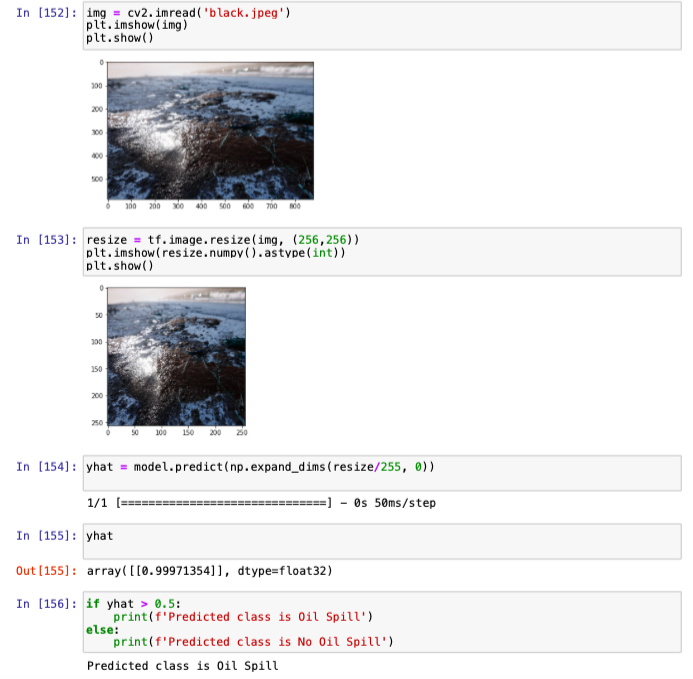 In [152]: img = cv2.imread('black.jpeg')
plt.imshow(img)
plt.show()
0
100
200
300
400
500
0 100 200 300 400 500 600 700 800
In [153]: resize = tf.image.resize(img, (256,256))
plt.imshow(resize.numpy().astype(int))
plt.show()
0
50
100
150
200
250
0 50 100 150 200 250
In [154]: yhat = model.predict(np.expand_dims(resize/255, 0))
1/1 [==============================] - 0s 50ms/step
In [155]: yhat
Out[155]: array([[0.99971354]], dtype=float32)
In [156]: if yhat > 0.5:
    print(f'Predicted class is Oil Spill')
else:
    print(f'Predicted class is No Oil Spill')
Predicted class is Oil Spill